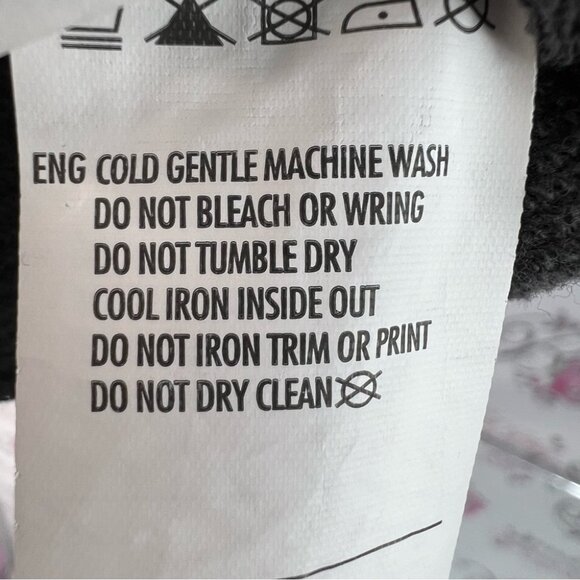 ENG COLD GENTLE MACHINE WASH
DO NOT BLEACH OR WRING
DO NOT TUMBLE DRY
COOL IRON INSIDE OUT
DO NOT IRON TRIM OR PRINT
DO NOT DRY CLEAN